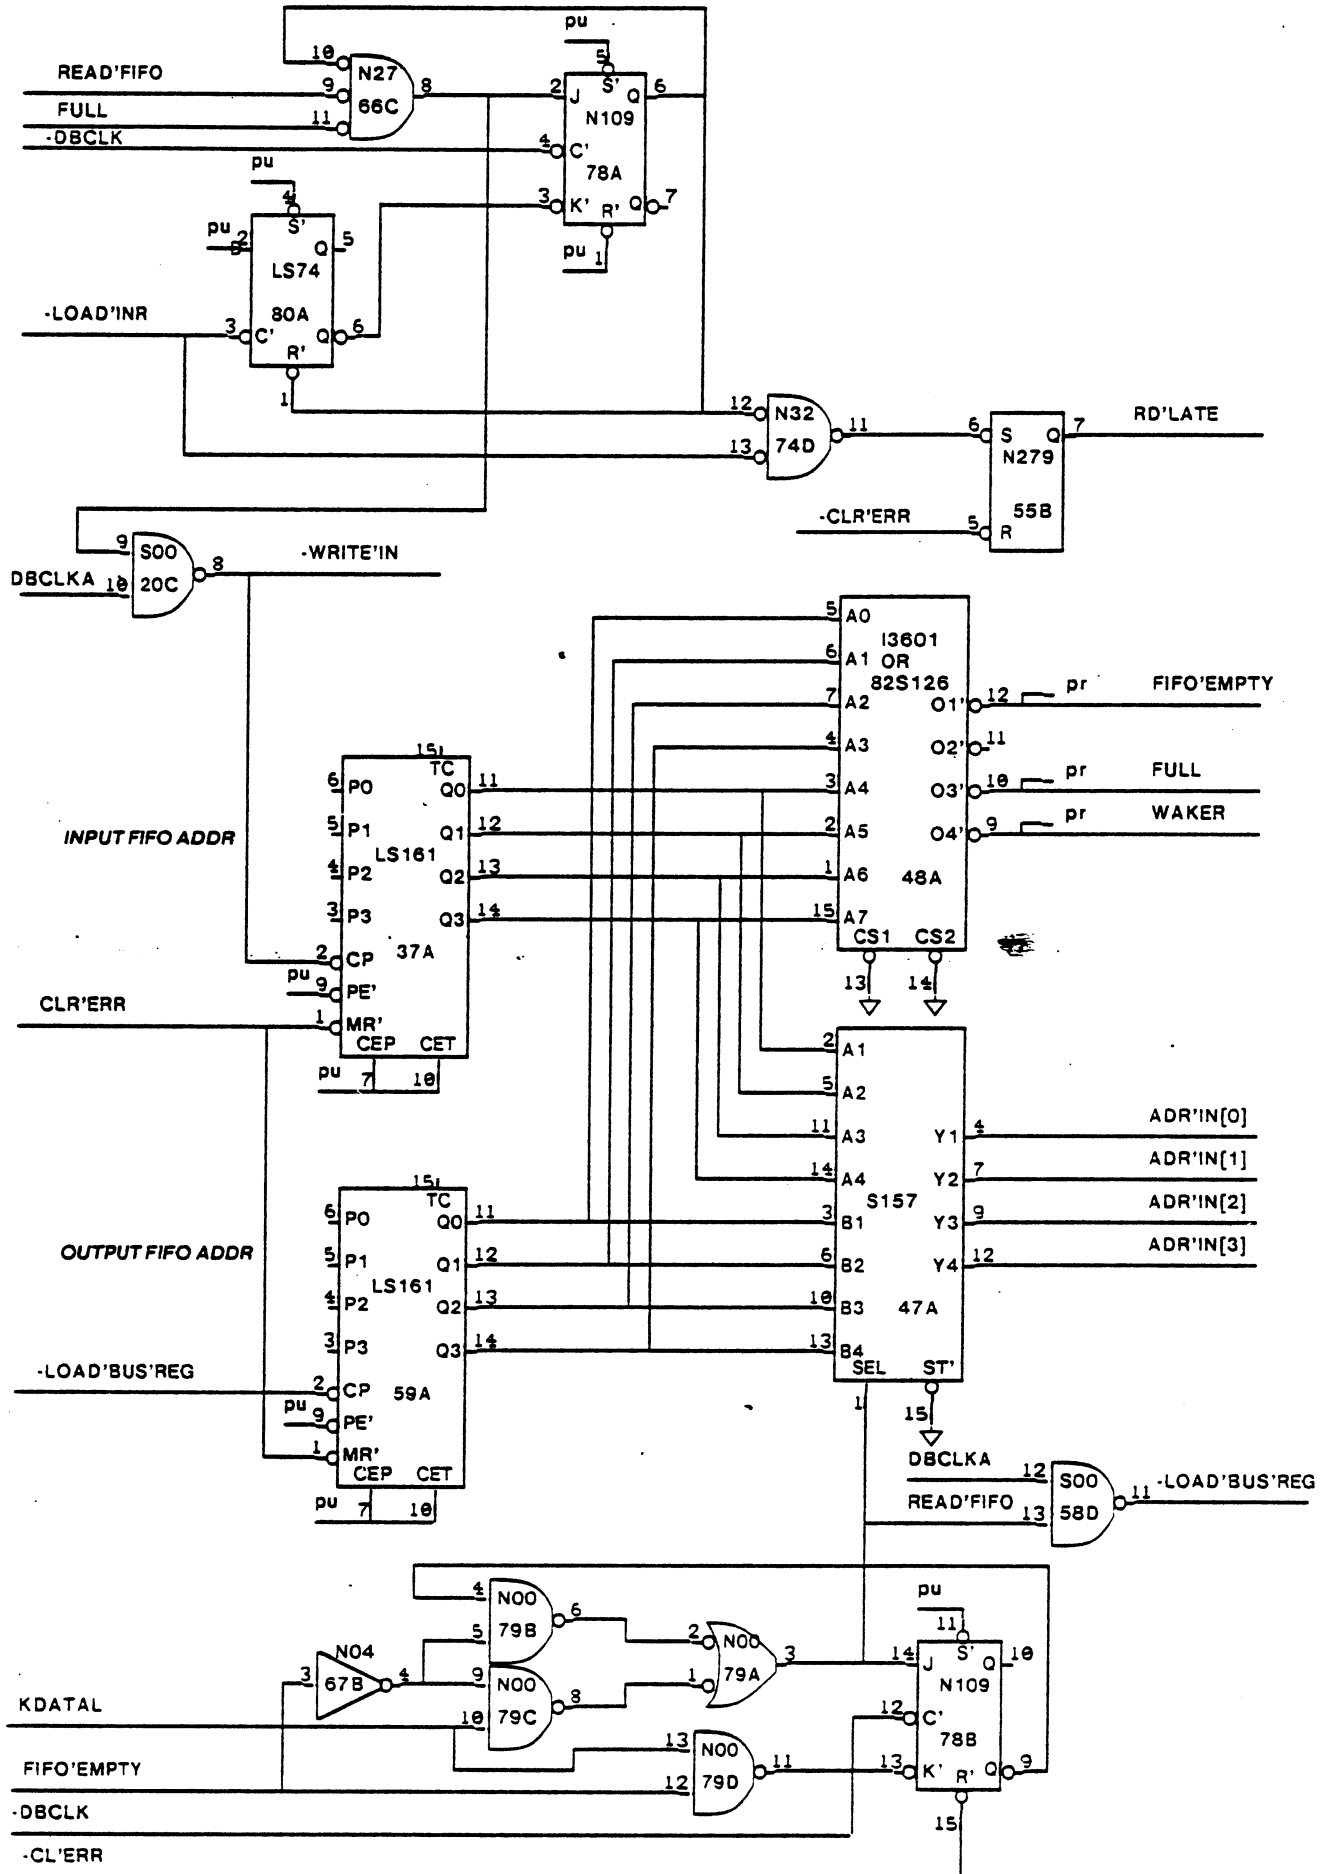 pu
10
N27
5
READ'FIFO
9
66C
8
2
J
S'
Q
6
FULL
11
N109
-DBCLK
4
C'
78A
pu
4
3
K'
R'
Q
7
S'
pu
2
Q
5
pu
1
LS74
-LOAD'INR
3
C'
80A
Q
6
R'
1
12
N32
11
6
S
Q
7
RD'LATE
13
74D
N279
-CLR'ERR
5
R
55B
9
S00
8
-WRITE'IN
DBCLKA
10
20C
5
A0
I3601
6
A1
OR
82S126
7
A2
O1'
12
pr
FIFO'EMPTY
4
A3
O2'
11
15
TC
6
P0
Q0
11
3
A4
O3'
10
pr
FULL
INPUT FIFO ADDR
5
P1
Q1
12
2
A5
O4'
9
pr
WAKER
LS161
4
P2
Q2
13
1
A6
48A
3
P3
Q3
14
15
A7
2
CP
37A
CS1
CS2
pu
9
PE'
13
14
CLR'ERR
1
MR'
CEP
CET
pu
7
10
2
A1
5
A2
11
A3
Y1
4
ADR'IN[0]
14
A4
Y2
7
ADR'IN[1]
S157
15
TC
6
P0
Q0
11
3
B1
Y3
9
ADR'IN[2]
OUTPUT FIFO ADDR
5
P1
Q1
12
6
B2
Y4
12
ADR'IN[3]
LS161
4
P2
Q2
13
10
B3
47A
3
P3
Q3
14
13
B4
-LOAD'BUS'REG
2
CP
59A
SEL
ST'
pu
9
PE'
1
15
1
MR'
CEP
CET
pu
7
10
DBCLKA
12
S00
11
-LOAD'BUS'REG
READ'FIFO
13
58D
4
N00
6
pu
5
79B
2
N00
11
N04
3
67B
4
9
N00
8
1
79A
3
14
J
S'
Q
10
KDATAL
10
79C
N109
12
C'
13
N00
11
78B
FIFO'EMPTY
12
79D
13
K'
R'
Q
9
-DBCLK
15
-CL'ERR